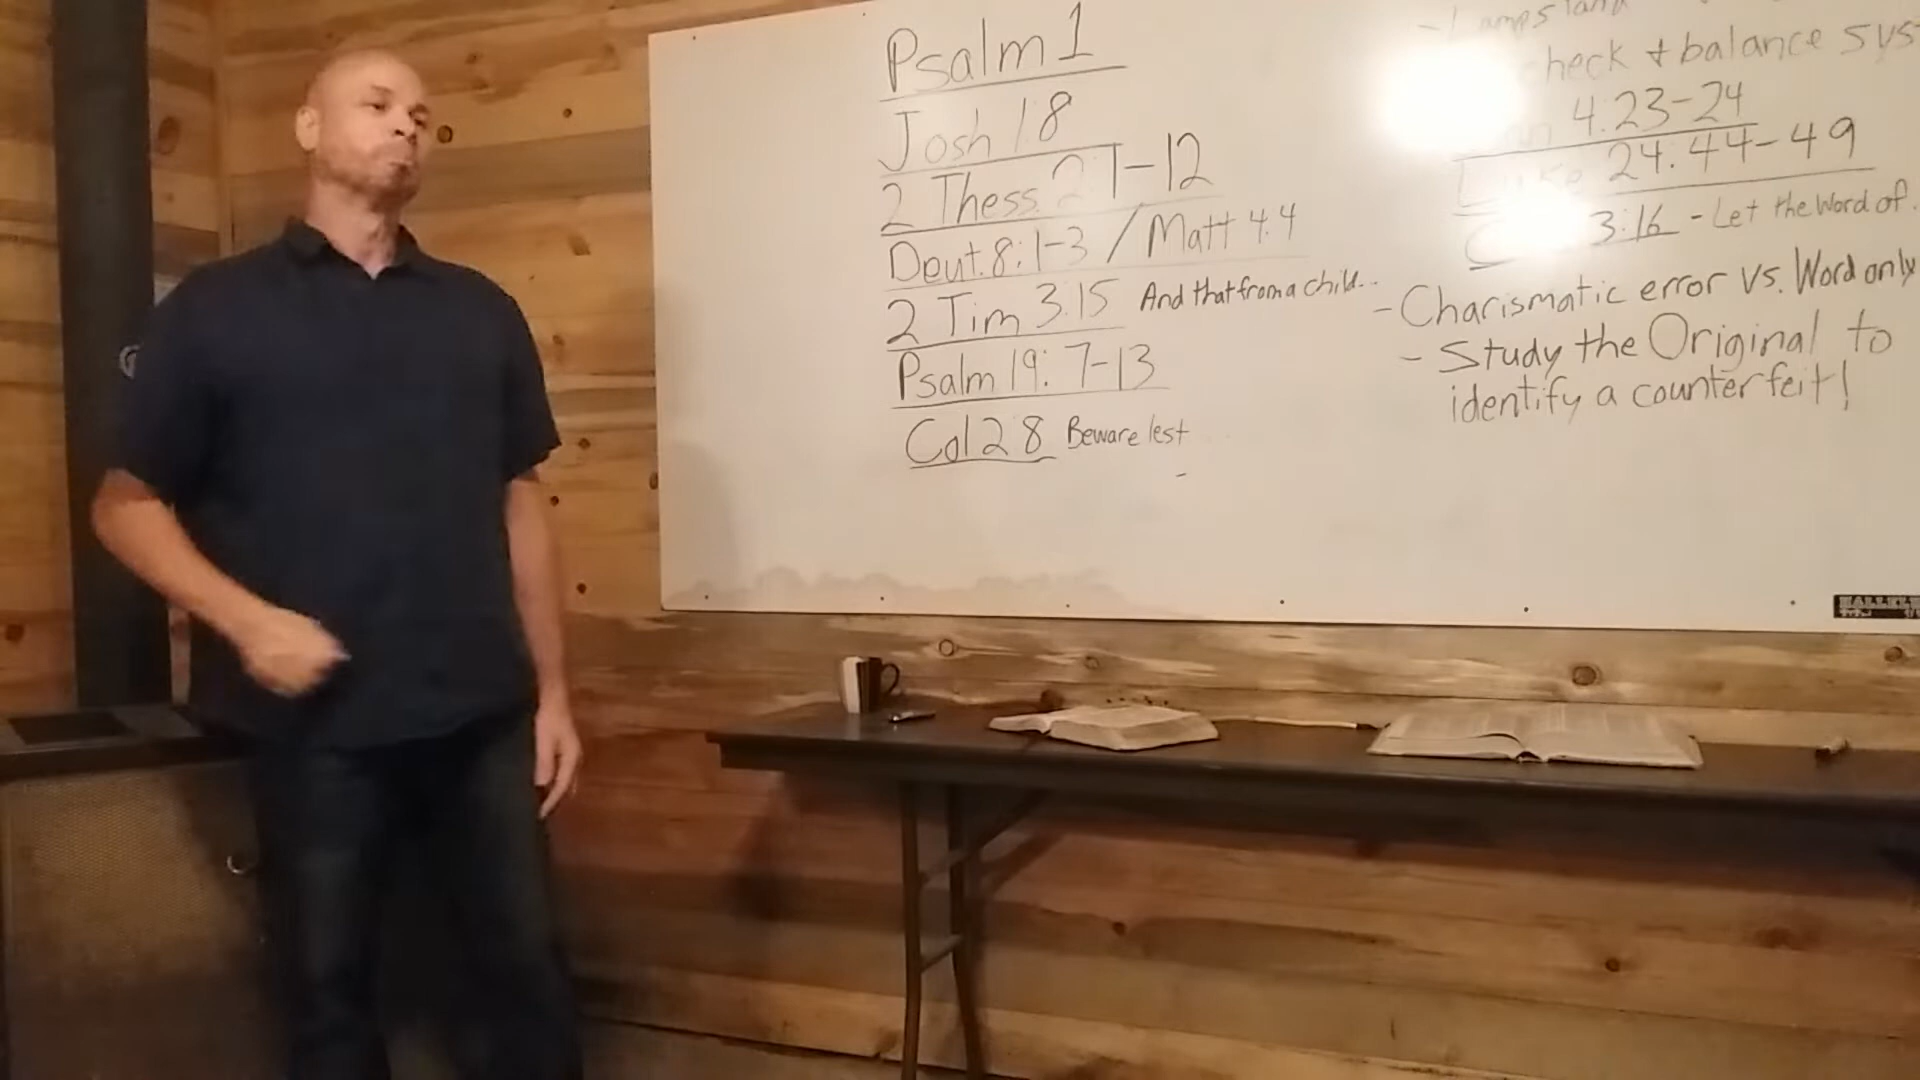 Psalm 1
Josh 1:8
2 Thess 2:1-12
Deut. 8:1-3 / Matt 4:4
2 Tim 3:15 And that from a child...
Psalm 19:7-13
Col 2 8 Beware lest
- Lampstand
check + balance sys
4:23-24
24:44-49
3:16 - Let the Word of
- Charismatic error vs. Word only
- Study the Original to
identify a counterfeit!